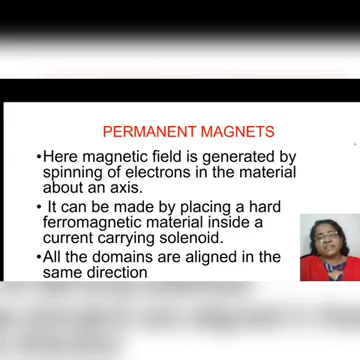 PERMANENT MAGNETS
•Here magnetic field is generated by
spinning of electrons in the material
about an axis.
• It can be made by placing a hard
ferromagnetic material inside a
current carrying solenoid.
•All the domains are aligned in the
same direction